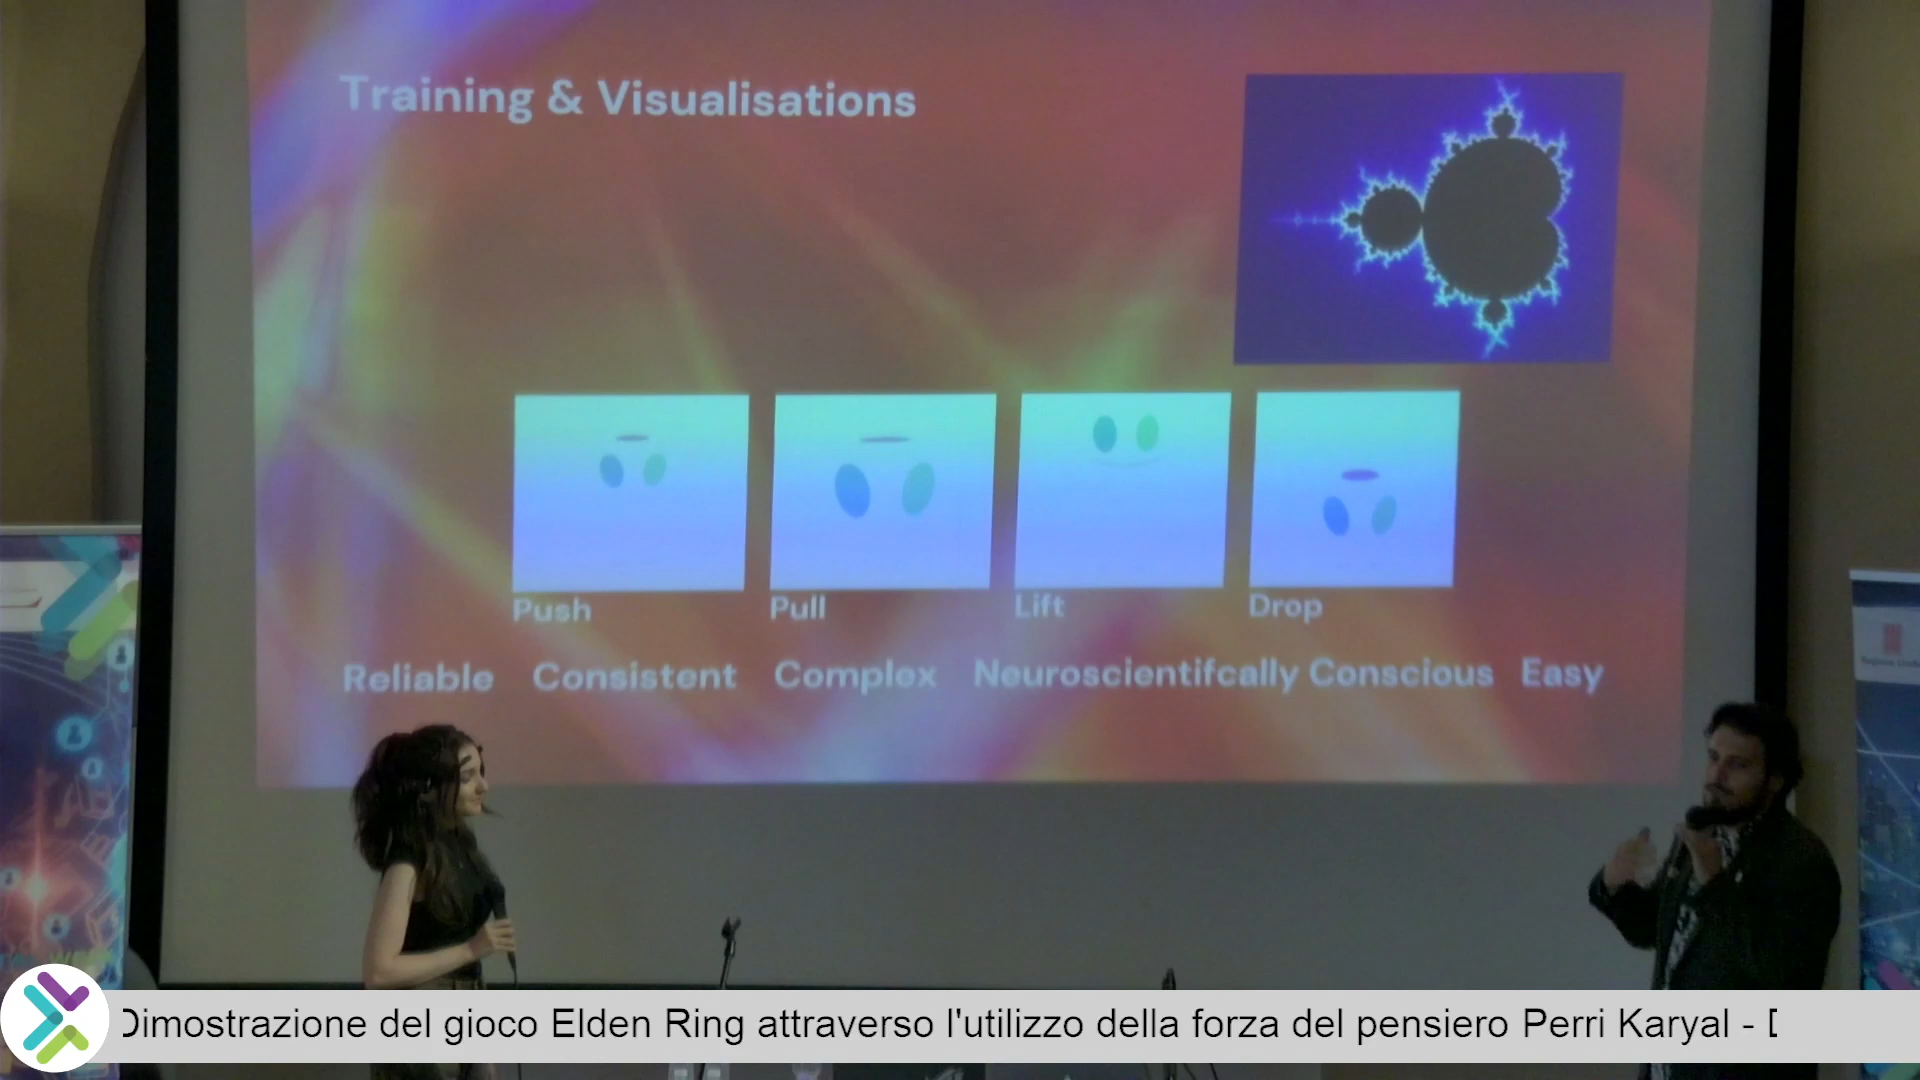 Training & Visualisations
Push
Pull
Lift
Drop
Reliable Consistent Complex Neuroscientifcally Conscious Easy
Dimostrazione del gioco Elden Ring attraverso l'utilizzo della forza del pensiero Perri Karyal - D